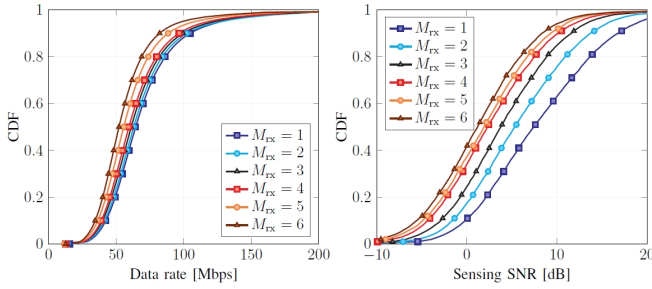 1
0.8
0.6
0.4
0.2
0
CDF
0
50
100
150
200
Data rate [Mbps]
M_rx = 1
M_rx = 2
M_rx = 3
M_rx = 4
M_rx = 5
M_rx = 6
1
0.8
0.6
0.4
0.2
0
CDF
-10
0
10
20
Sensing SNR [dB]
M_rx = 1
M_rx = 2
M_rx = 3
M_rx = 4
M_rx = 5
M_rx = 6